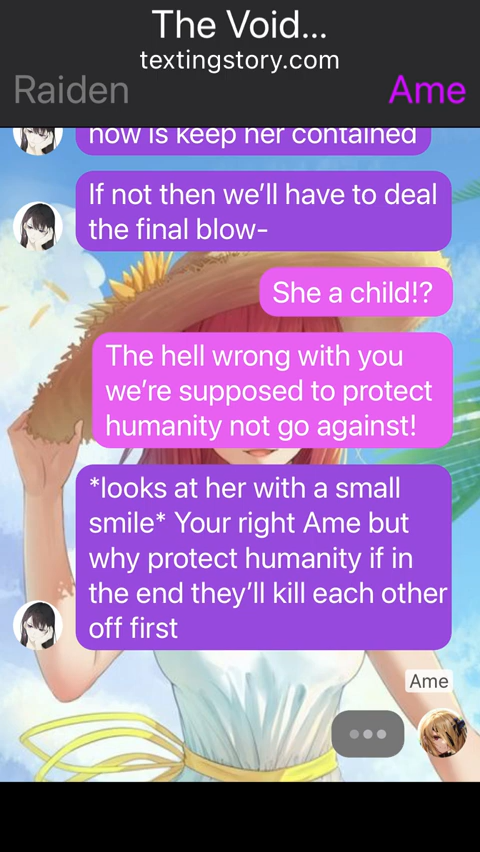 The Void...
textingstory.com
Raiden
Ame
now is keep her contained
If not then we’ll have to deal
the final blow-
She a child!?
The hell wrong with you
we’re supposed to protect
humanity not go against!
*looks at her with a small
smile* Your right Ame but
why protect humanity if in
the end they’ll kill each other
off first
Ame